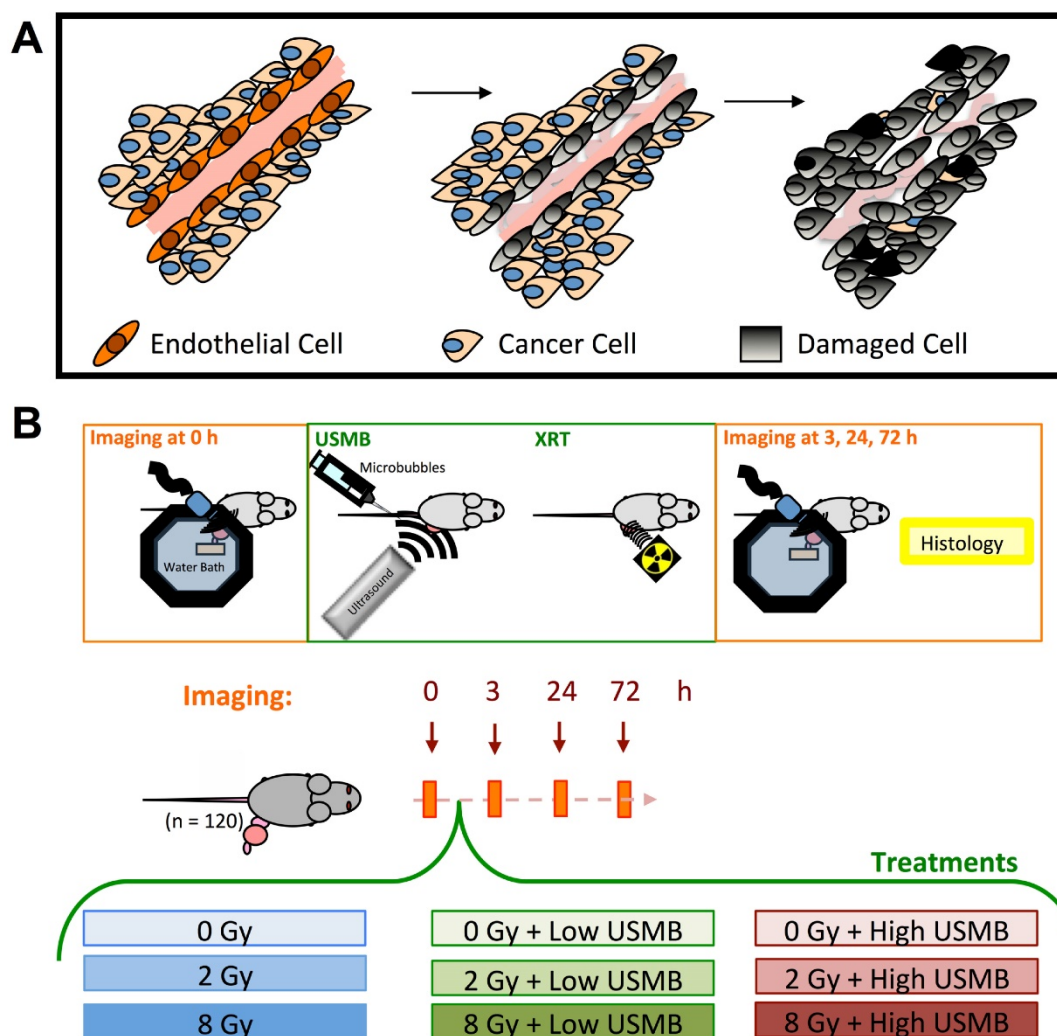 A
Endothelial Cell
Cancer Cell
Damaged Cell
B
Imaging at 0 h
USMB
XRT
Imaging at 3, 24, 72 h
Microbubbles
Water Bath
Ultrasound
Histology
Imaging:
0 3 24 72 h
(n = 120)
Treatments
0 Gy
0 Gy + Low USMB
0 Gy + High USMB
2 Gy
2 Gy + Low USMB
2 Gy + High USMB
8 Gy
8 Gy + Low USMB
8 Gy + High USMB